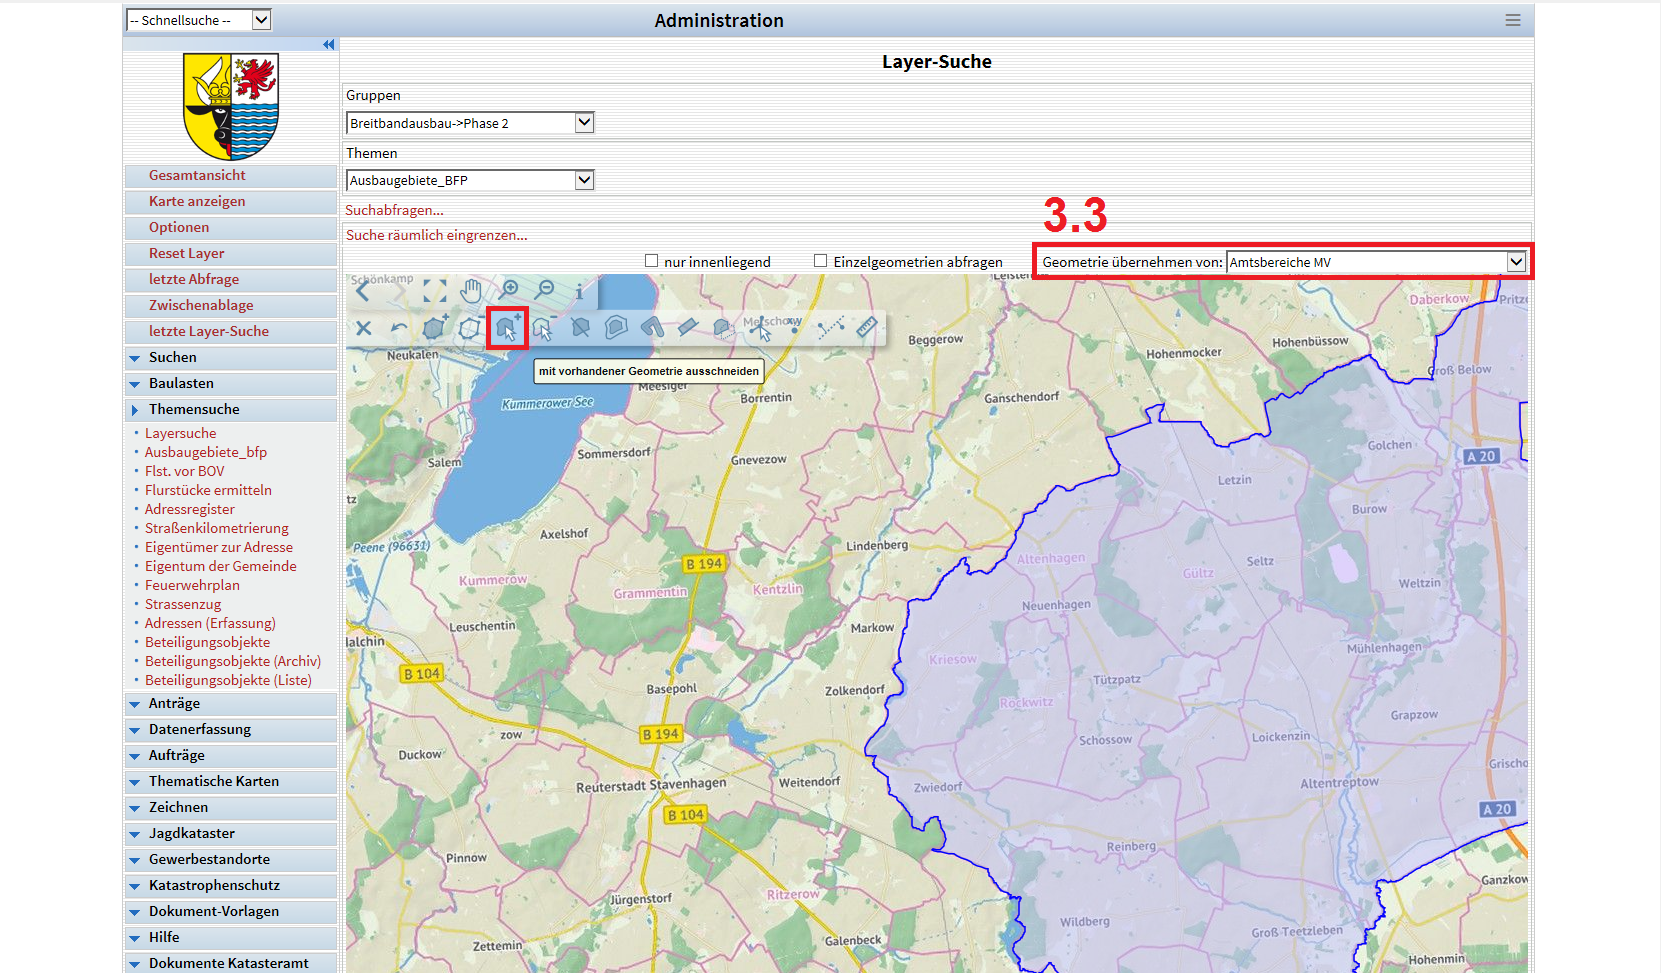 -- Schnellsuche --
Administration
Layer-Suche
Gruppen
Breitbandausbau->Phase 2
Themen
Ausbaugebiete_BFP
Suchabfragen...
Suche räumlich eingrenzen...
3.3
nur innenliegend
Einzelgeometrien abfragen
Geometrie übernehmen von: Amtsbereiche MV
Gesamtansicht
Karte anzeigen
Optionen
Reset Layer
letzte Abfrage
Zwischenablage
letzte Layer-Suche
Suchen
Baulasten
Themensuche
Layersuche
Ausbaugebiete_bfp
Flst. vor BOV
Flurstücke ermitteln
Adressregister
Straßenkilometrierung
Eigentümer zur Adresse
Eigentum der Gemeinde
Feuerwehrplan
Strassenzug
Adressen (Erfassung)
Beteiligungsobjekte
Beteiligungsobjekte (Archiv)
Beteiligungsobjekte (Liste)
Anträge
Datenerfassung
Aufträge
Thematische Karten
Zeichnen
Jagdkataster
Gewerbestandorte
Katastrophenschutz
Dokument-Vorlagen
Hilfe
Dokumente Katasteramt
Schönkamp
Daberkow
Pritze
Metschow
Beggerow
Hohenbüssow
Neukalen
Hohenmocker
mit vorhandener Geometrie ausschneiden
Groß Below
Meesiger
Borrentin
Ganschendorf
Kummerower See
Golchen
Salem
Sommersdorf
Gnevezow
A 20
Letzin
tz
Burow
Axelshof
Peene (96631)
Lindenberg
Altenhagen
B 194
Seltz
Gültz
Kummerow
Weltzin
Grammentin
Kentzlin
Neuenhagen
Leuschentin
Markow
Malchin
Mühlenhagen
Kriesow
B 104
Tützpatz
Basepohl
Zolkendorf
Rockwitz
Grapzow
zow
B 194
Schossow
Loickenzin
Duckow
Grischo
Reuterstadt Stavenhagen
Weitendorf
Zwiedorf
Altentreptow
B 104
A 20
Reinberg
Pinnow
Ganzkow
Ritzerow
Jürgenstorf
Wildberg
Groß Teetzleben
Zettemin
Galenbeck
Hohenmin